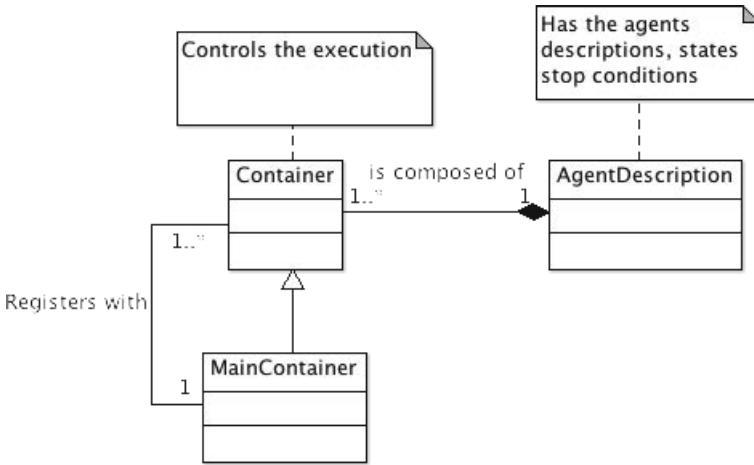 Controls the execution
Has the agents
descriptions, states
stop conditions
Container
is composed of
1..*
1
AgentDescription
1..*
Registers with
1
MainContainer